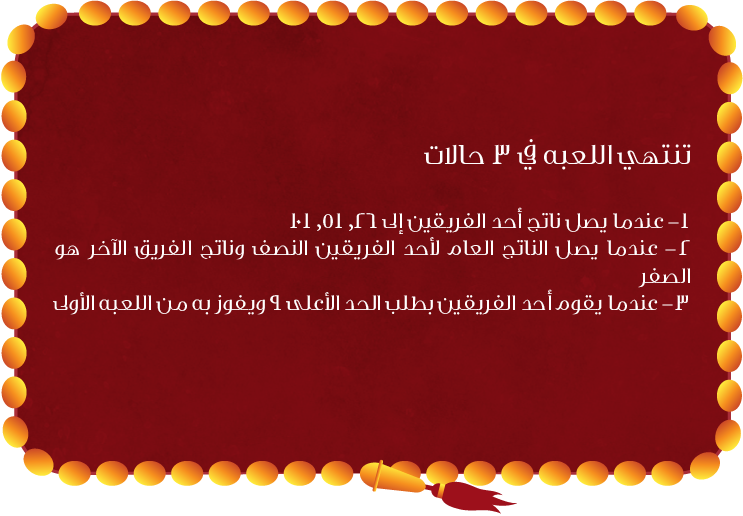 تنتهي اللعبه في ٣ حالات
١- عندما يصل ناتج أحد الفريقين إلى ٢٦, ٥١, ١٠١
٢- عندما يصل الناتج العام لأحد الفريقين النصف وناتج الفريق الآخر هو
الصفر
٣- عندما يقوم أحد الفريقين بطلب الحد الأعلى ٩ ويفوز به من اللعبه الأولى